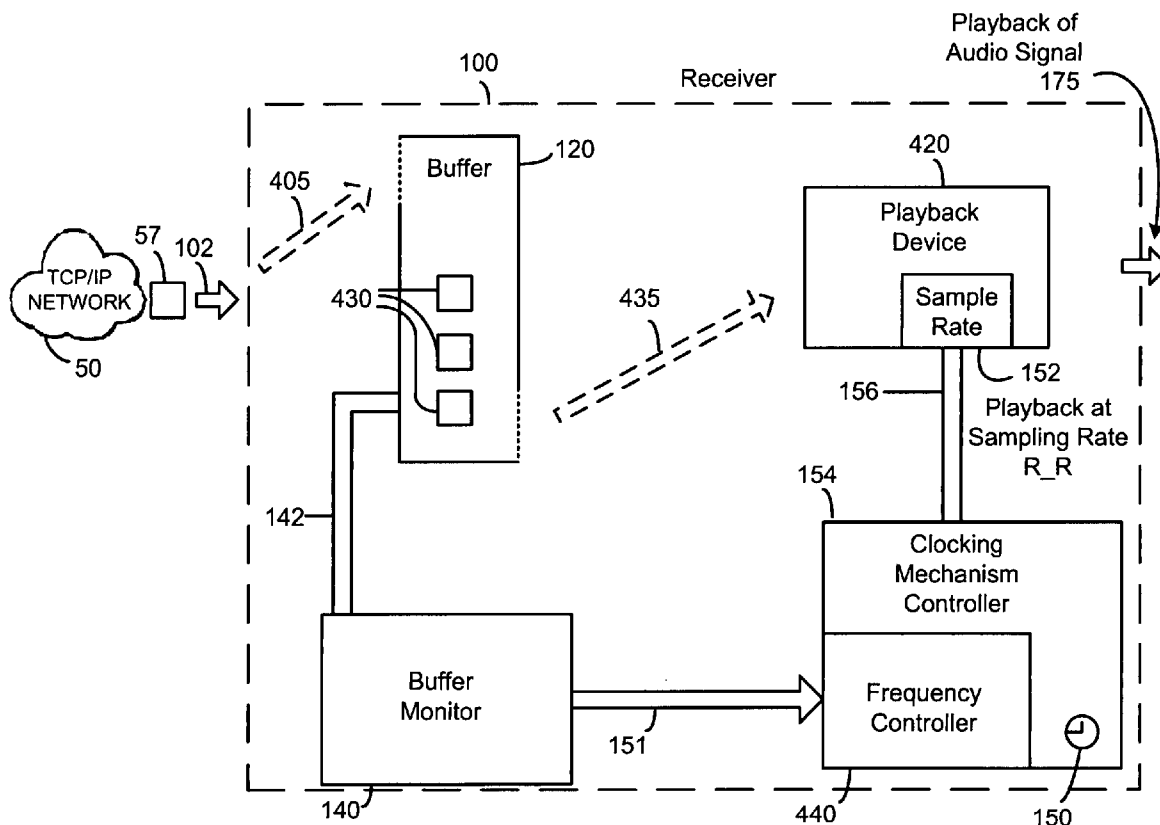 Playback of
Audio Signal
175
100
Receiver
Buffer
120
420
405
Playback
Device
57
102
TCP/IP
NETWORK
430
435
Sample
Rate
50
152
156
Playback at
Sampling Rate
R_R
154
142
Clocking
Mechanism
Controller
Buffer
Monitor
Frequency
Controller
151
140
440
150